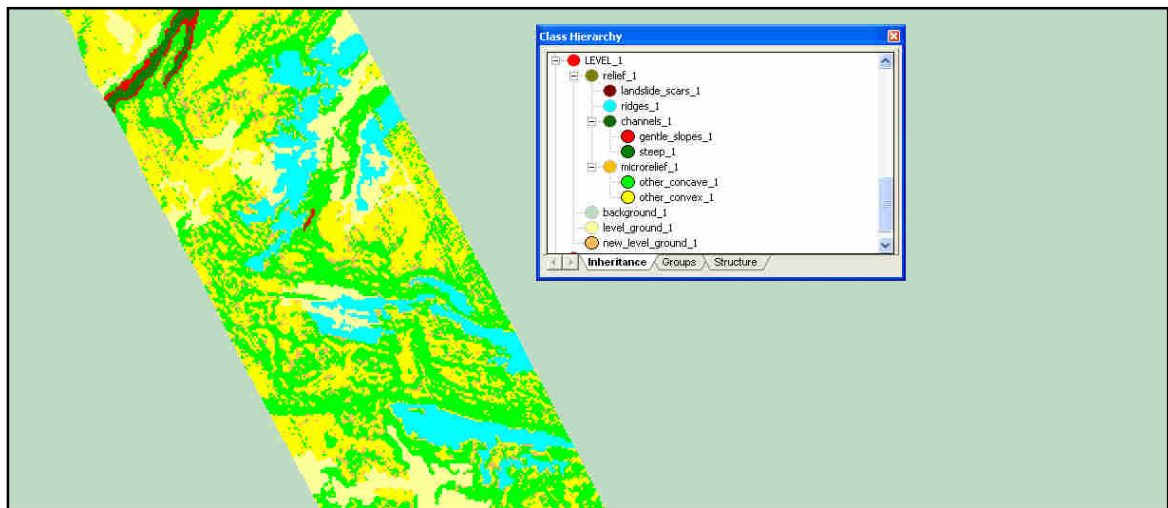 Class Hierarchy
LEVEL_1
relief_1
landslide_scars_1
ridges_1
channels_1
gentle_slopes_1
steep_1
microrelief_1
other_concave_1
other_convex_1
background_1
level_ground_1
new_level_ground_1
Inheritance Groups Structure